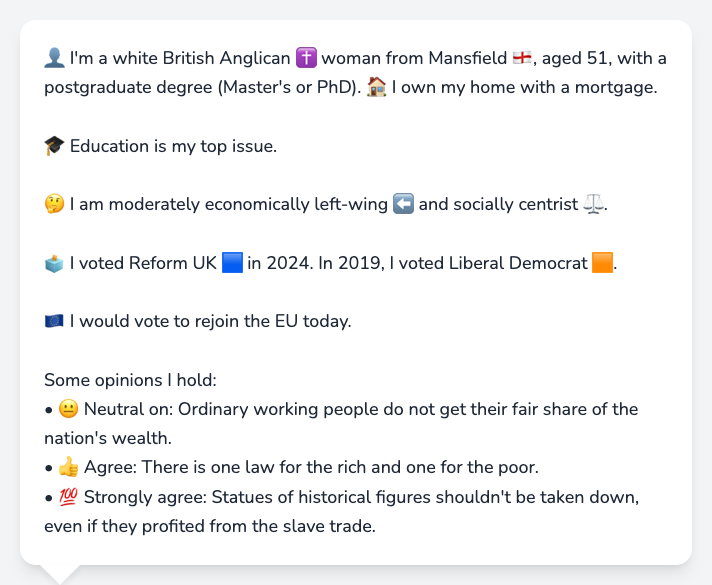 👤 I'm a white British Anglican ✝️ woman from Mansfield 🏴󠁧󠁢󠁥󠁮󠁧󠁿, aged 51, with a
postgraduate degree (Master's or PhD). 🏠 I own my home with a mortgage.
🎓 Education is my top issue.
🤔 I am moderately economically left-wing ⬅️ and socially centrist ⚖️.
🗳️ I voted Reform UK 🟦 in 2024. In 2019, I voted Liberal Democrat 🟧.
🇪🇺 I would vote to rejoin the EU today.
Some opinions I hold:
• 😐 Neutral on: Ordinary working people do not get their fair share of the
nation's wealth.
• 👍 Agree: There is one law for the rich and one for the poor.
• 💯 Strongly agree: Statues of historical figures shouldn't be taken down,
even if they profited from the slave trade.